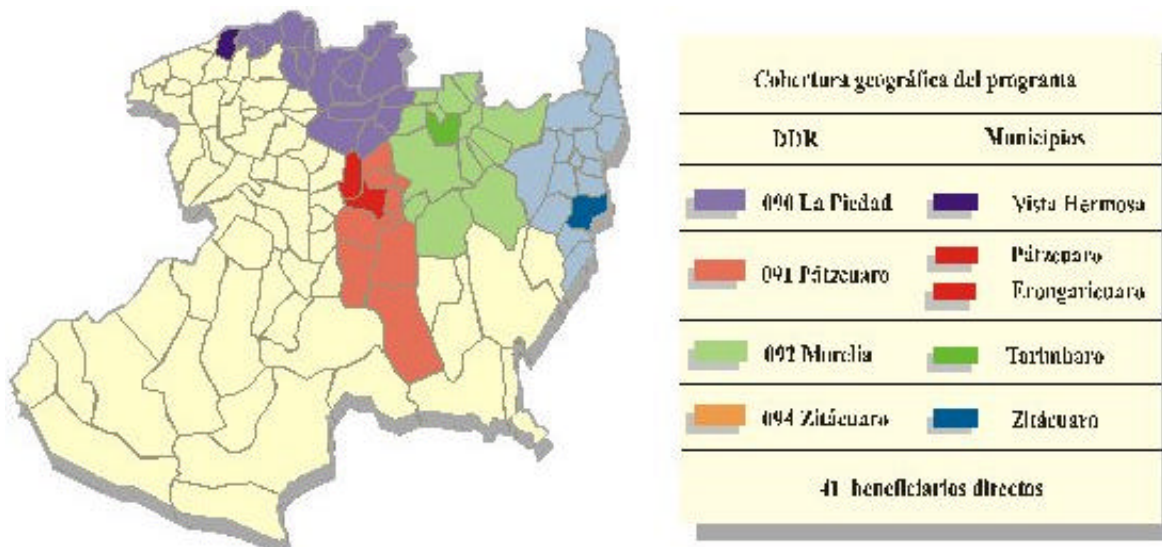 Cobertura geográfica del programa
DDR Municipios
090 La Piedad Vista Hermosa
091 Pátzcuaro Pátzcuaro
Erongarícuaro
092 Morelia Tarímbaro
094 Zitácuaro Zitácuaro
41 beneficiarios directos